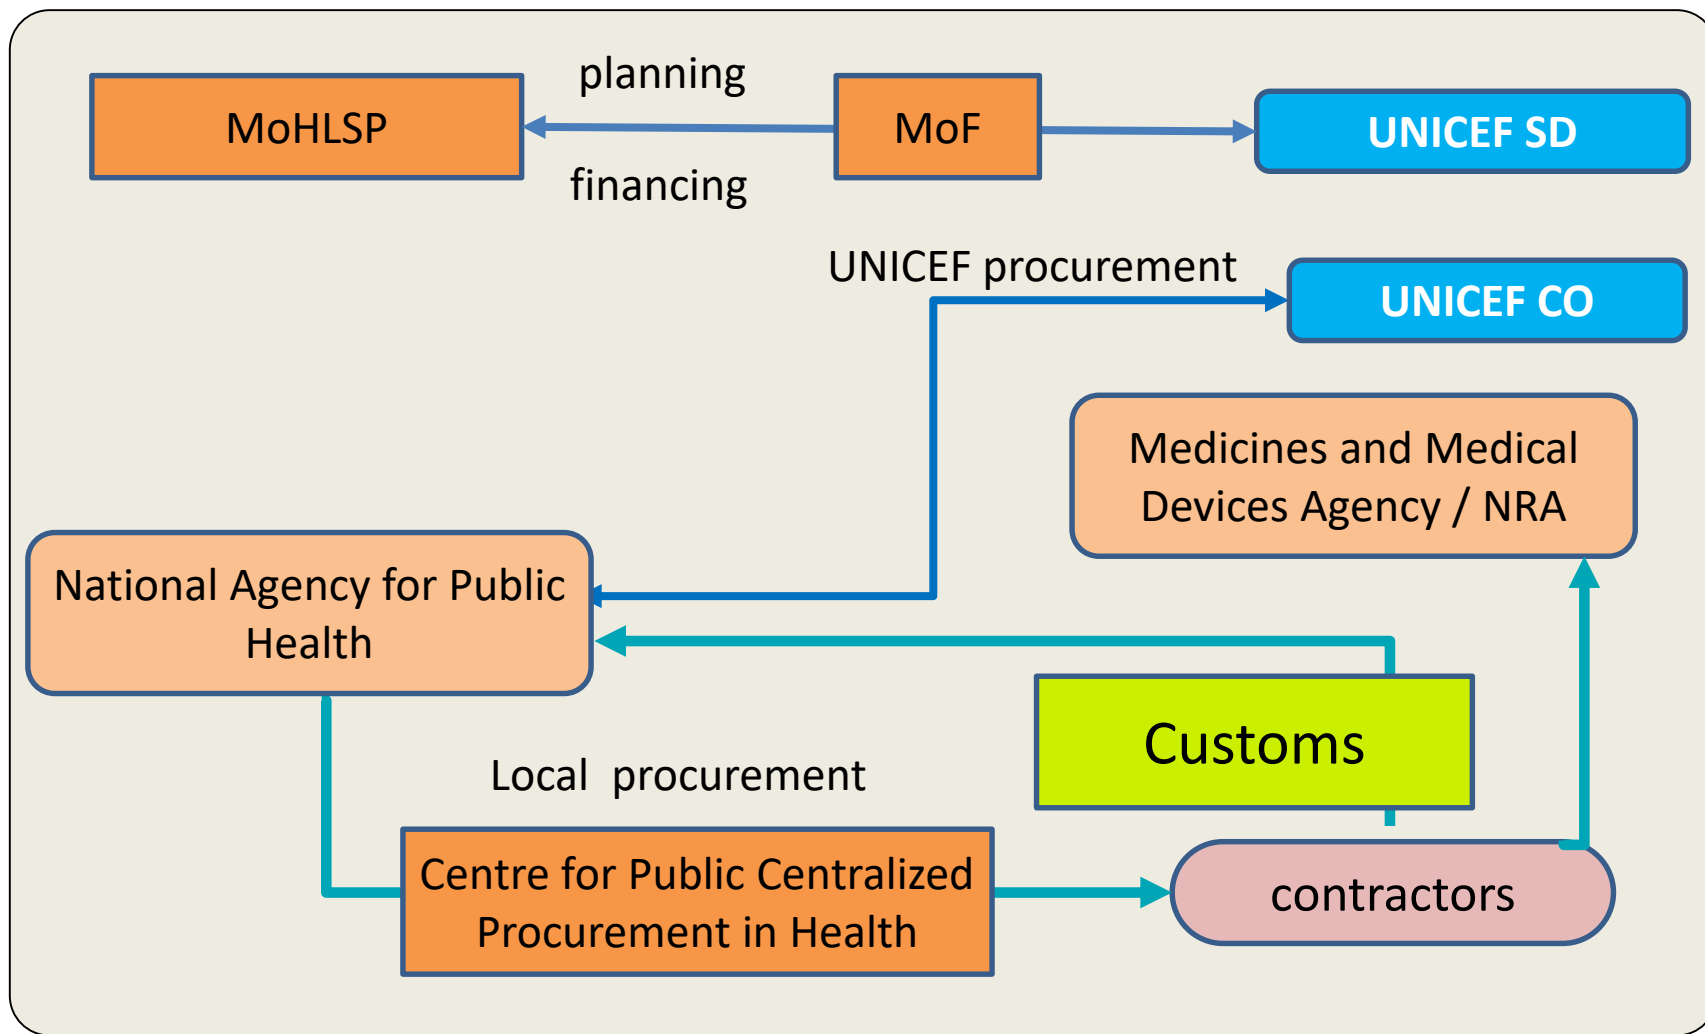 planning
MoHLSP
MoF
UNICEF SD
financing
UNICEF procurement
UNICEF CO
Medicines and Medical
Devices Agency / NRA
National Agency for Public
Health
Customs
Local  procurement
Centre for Public Centralized
Procurement in Health
contractors